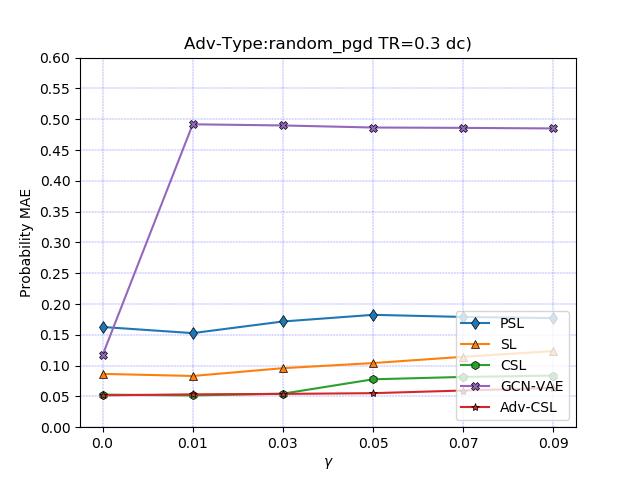 Adv-Type:random_pgd TR=0.3 dc)
Probability MAE
0.60
0.55
0.50
0.45
0.40
0.35
0.30
0.25
0.20
0.15
0.10
0.05
0.00
PSL
SL
CSL
GCN-VAE
Adv-CSL
0.0 0.01 0.03 0.05 0.07 0.09
γ